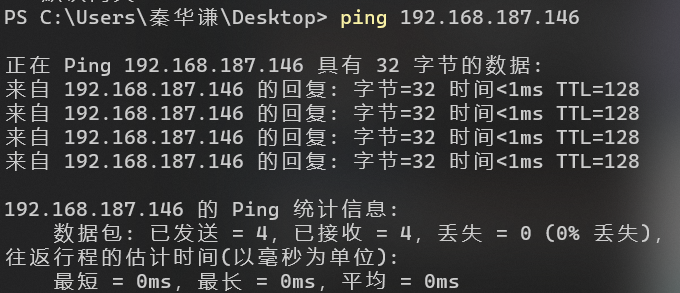 PS C:\Users\秦华谦\Desktop> ping 192.168.187.146
正在 Ping 192.168.187.146 具有 32 字节的数据:
来自 192.168.187.146 的回复: 字节=32 时间<1ms TTL=128
来自 192.168.187.146 的回复: 字节=32 时间<1ms TTL=128
来自 192.168.187.146 的回复: 字节=32 时间<1ms TTL=128
来自 192.168.187.146 的回复: 字节=32 时间<1ms TTL=128
192.168.187.146 的 Ping 统计信息:
数据包: 已发送 = 4, 已接收 = 4, 丢失 = 0 (0% 丢失),
往返行程的估计时间(以毫秒为单位):
最短 = 0ms, 最长 = 0ms, 平均 = 0ms